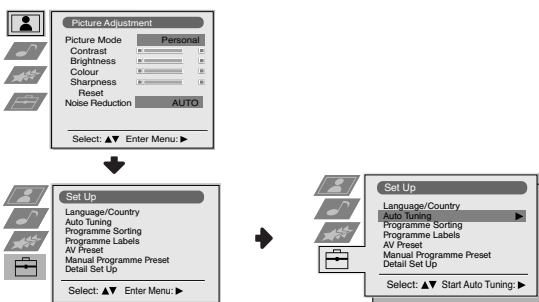 Picture Adjustment
Picture Mode Personal
Contrast
Brightness
Colour
Sharpness
Reset
Noise Reduction AUTO
Select: ▲▼ Enter Menu: ▶
Set Up
Language/Country
Auto Tuning
Programme Sorting
Programme Labels
AV Preset
Manual Programme Preset
Detail Set Up
Select: ▲▼ Enter Menu: ▶
Set Up
Language/Country
Auto Tuning ▶
Programme Sorting
Programme Labels
AV Preset
Manual Programme Preset
Detail Set Up
Select: ▲▼ Start Auto Tuning: ▶